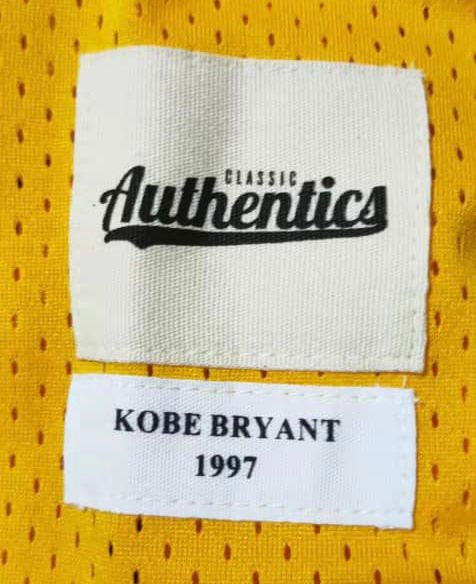 CLASSIC
Authentics
KOBE BRYANT
1997